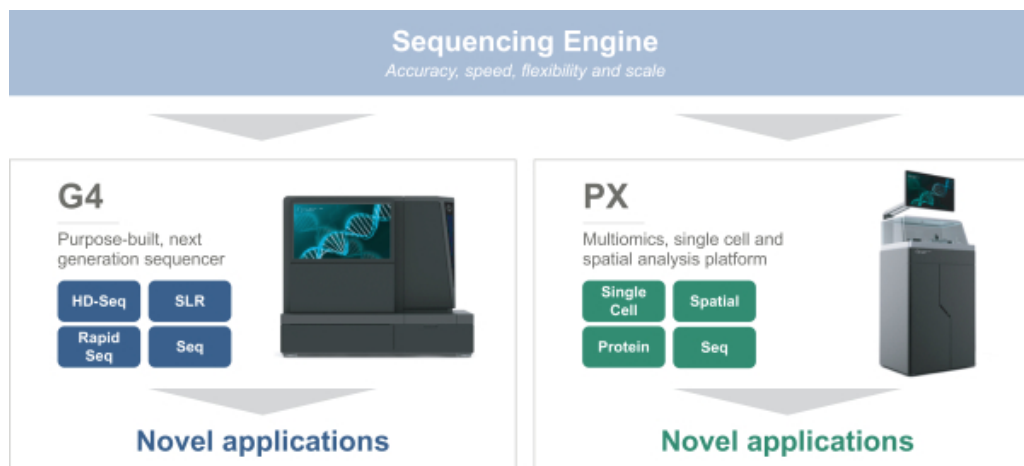 Sequencing Engine
Accuracy, speed, flexibility and scale
G4
Purpose-built, next
generation sequencer
HD-Seq
SLR
Rapid
Seq
Seq
Novel applications
PX
Multiomics, single cell and
spatial analysis platform
Single
Cell
Spatial
Protein
Seq
Novel applications